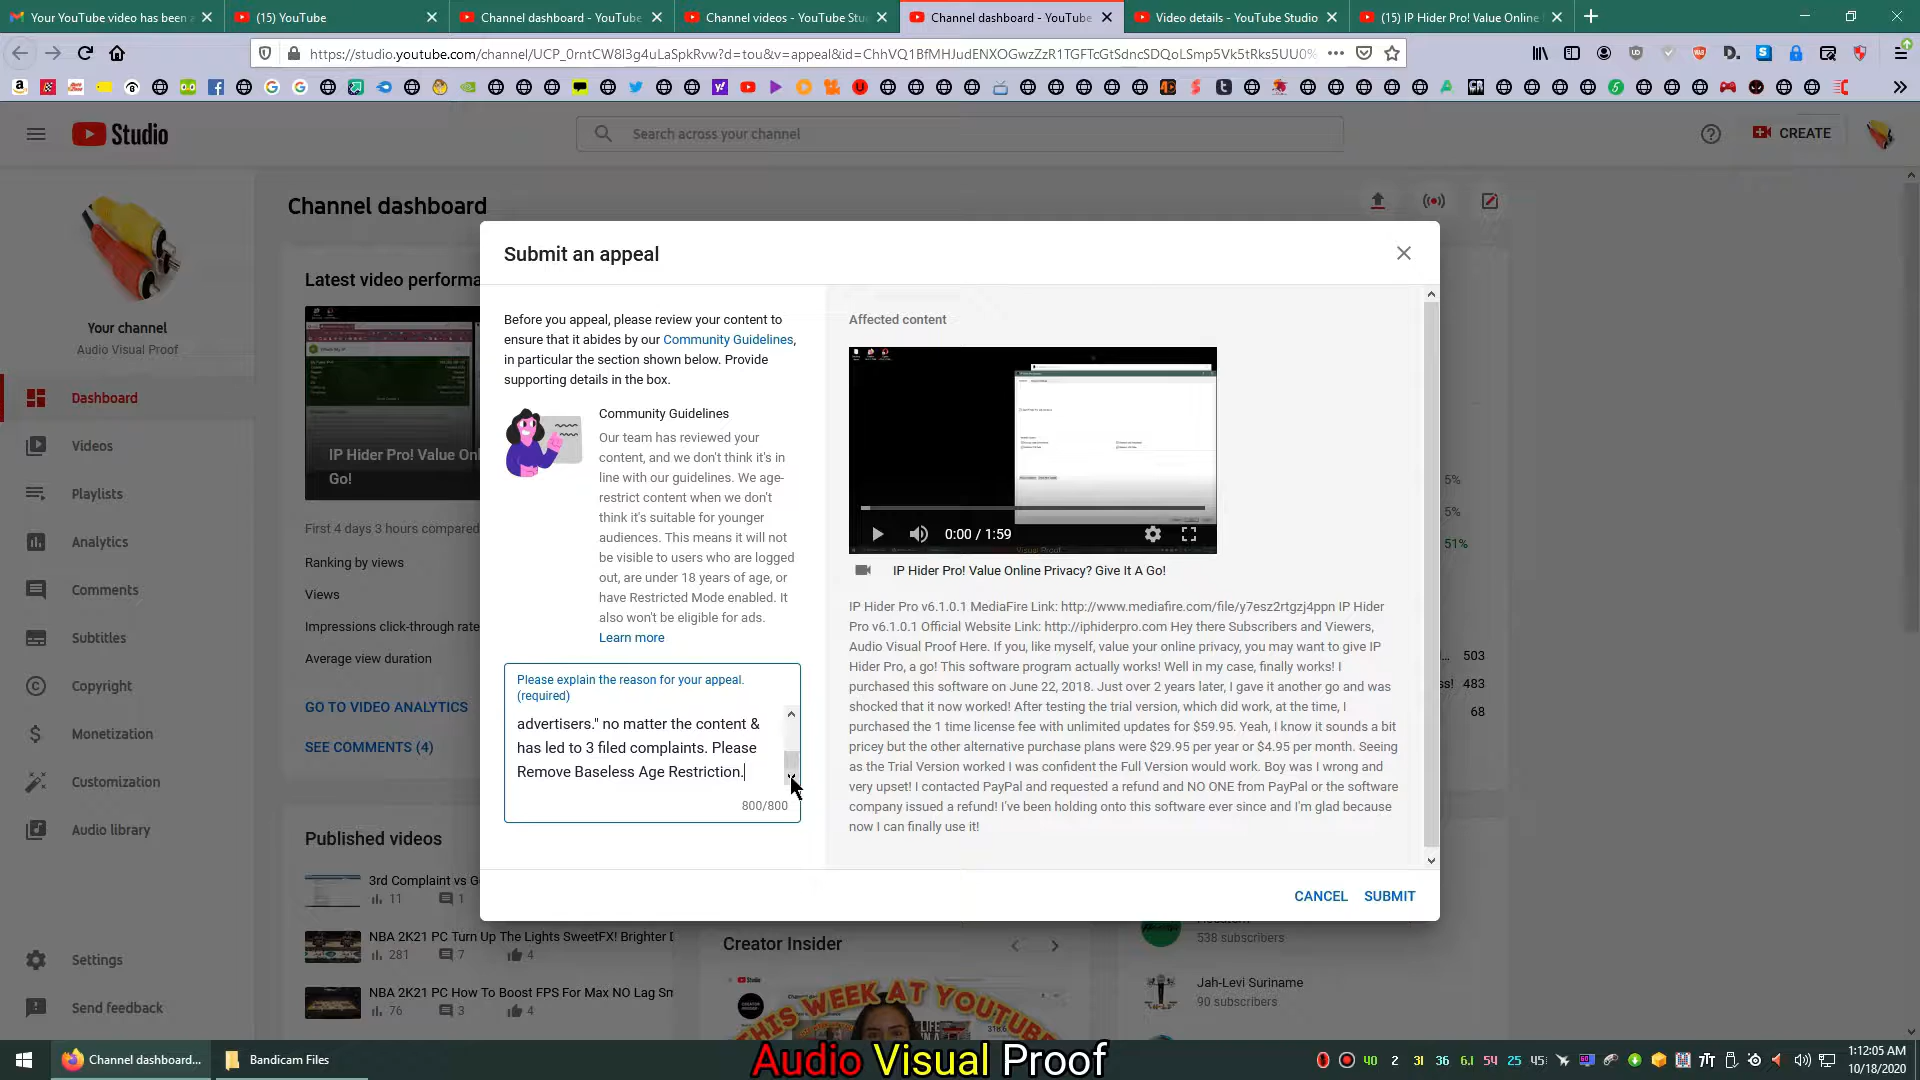 Your YouTube video has been a
(15) YouTube
Channel dashboard - YouTube
Channel videos - YouTube Stu
Channel dashboard - YouTube
Video details - YouTube Studio
(15) IP Hider Pro! Value Online
https://studio.youtube.com/channel/UCP_0rntCW8l3g4uLaSpkRvw?d=tou&v=appeal&id=ChhVQ1BfMHJudENXOGwzZzR1TGFTcGtSdncSDQoLSmp5Vk5tRks5UU0%
Studio
Search across your channel
CREATE
Your channel
Audio Visual Proof
Dashboard
Videos
Playlists
Analytics
Comments
Subtitles
Copyright
Monetization
Customization
Audio library
Settings
Send feedback
Channel dashboard
Latest video performa
IP Hider Pro! Value Onl
Go!
First 4 days 3 hours compared
Ranking by views
Views
Impressions click-through rate
Average view duration
GO TO VIDEO ANALYTICS
SEE COMMENTS (4)
Published videos
3rd Complaint vs G
11
1
NBA 2K21 PC Turn Up The Lights SweetFX! Brighter D
281
7
4
NBA 2K21 PC How To Boost FPS For Max NO Lag Sm
76
3
4
Submit an appeal
Before you appeal, please review your content to
ensure that it abides by our Community Guidelines,
in particular the section shown below. Provide
supporting details in the box.
Community Guidelines
Our team has reviewed your
content, and we don't think it's in
line with our guidelines. We age-
restrict content when we don't
think it's suitable for younger
audiences. This means it will not
be visible to users who are logged
out, are under 18 years of age, or
have Restricted Mode enabled. It
also won't be eligible for ads.
Learn more
Please explain the reason for your appeal.
(required)
advertisers." no matter the content &
has led to 3 filed complaints. Please
Remove Baseless Age Restriction.
800/800
Affected content
0:00 / 1:59
IP Hider Pro! Value Online Privacy? Give It A Go!
IP Hider Pro v6.1.0.1 MediaFire Link: http://www.mediafire.com/file/y7esz2rtgzj4ppn IP Hider
Pro v6.1.0.1 Official Website Link: http://iphiderpro.com Hey there Subscribers and Viewers,
Audio Visual Proof Here. If you, like myself, value your online privacy, you may want to give IP
Hider Pro, a go! This software program actually works! Well in my case, finally works! I
purchased this software on June 22, 2018. Just over 2 years later, I gave it another go and was
shocked that it now worked! After testing the trial version, which did work, at the time, I
purchased the 1 time license fee with unlimited updates for $59.95. Yeah, I know it sounds a bit
pricey but the other alternative purchase plans were $29.95 per year or $4.95 per month. Seeing
as the Trial Version worked I was confident the Full Version would work. Boy was I wrong and
very upset! I contacted PayPal and requested a refund and NO ONE from PayPal or the software
company issued a refund! I've been holding onto this software ever since and I'm glad because
now I can finally use it!
CANCEL
SUBMIT
5%
5%
51%
503
s!
483
68
Creator Insider
THIS WEEK AT YOUTUBE
538 subscribers
Jah-Levi Suriname
90 subscribers
Channel dashboard...
Bandicam Files
Audio Visual Proof
40 2 31 36 6.1 54 25 45
1:12:05 AM
10/18/2020